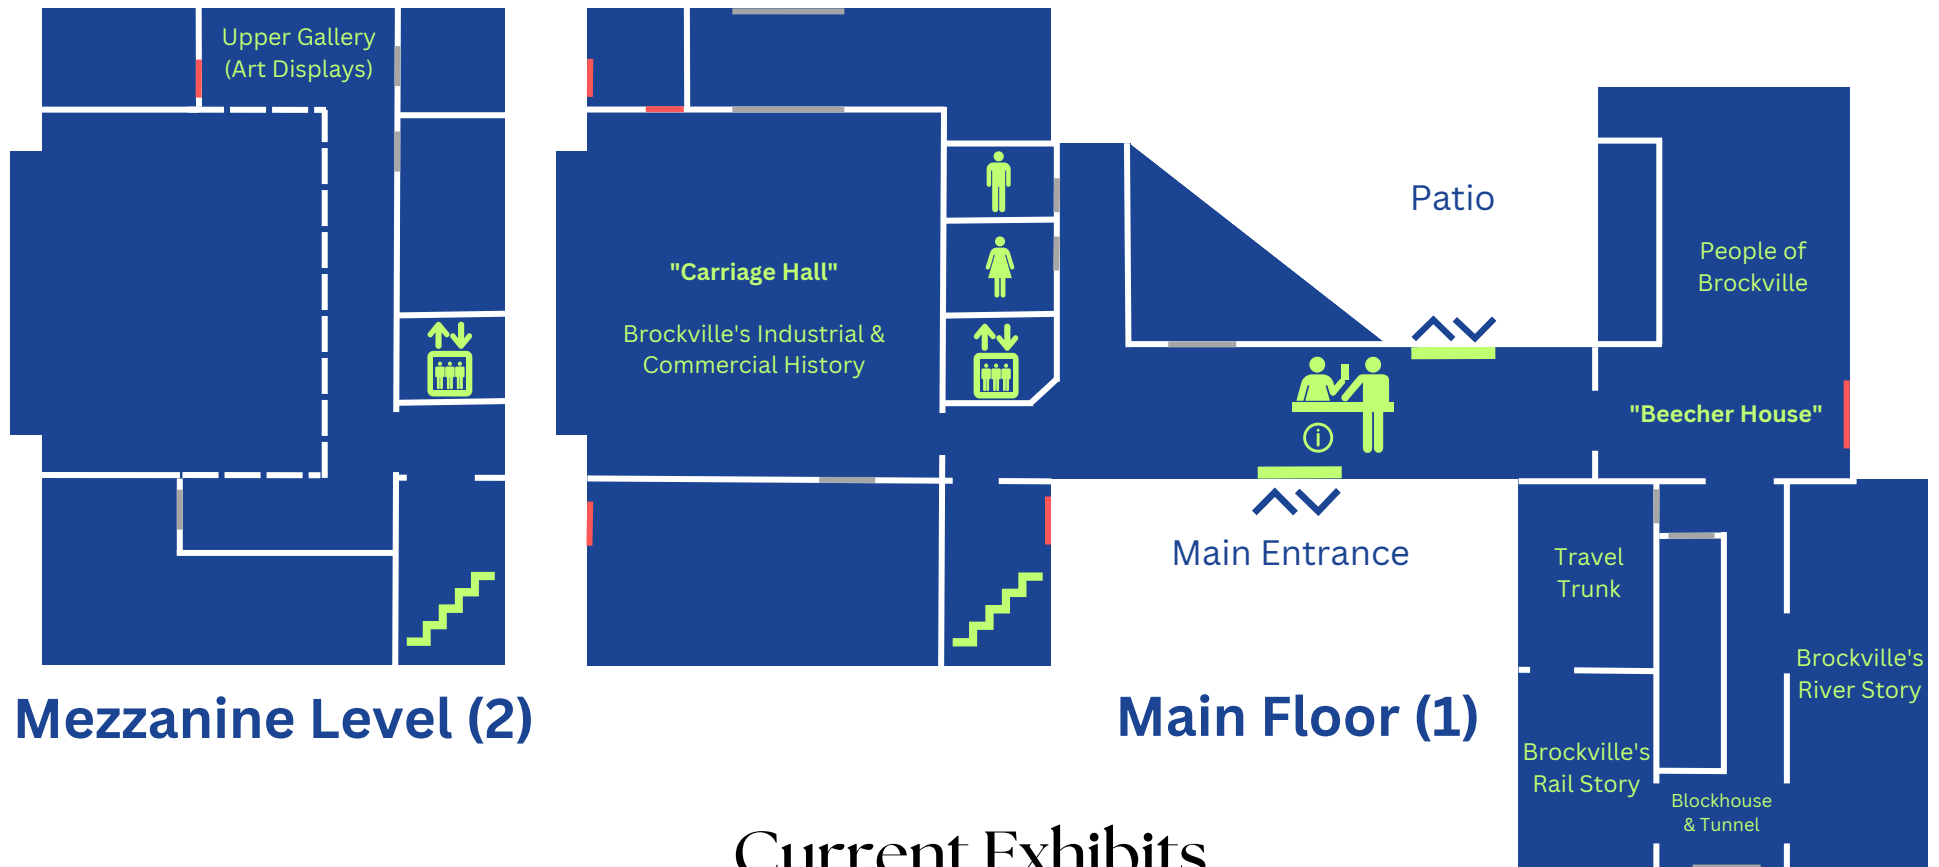 Upper Gallery
(Art Displays)
"Carriage Hall"
Brockville's Industrial &
Commercial History
Patio
People of
Brockville
"Beecher House"
i
Main Entrance
Travel
Trunk
Brockville's
River Story
Brockville's
Rail Story
Blockhouse
& Tunnel
Mezzanine Level (2)
Main Floor (1)
Current Exhibits